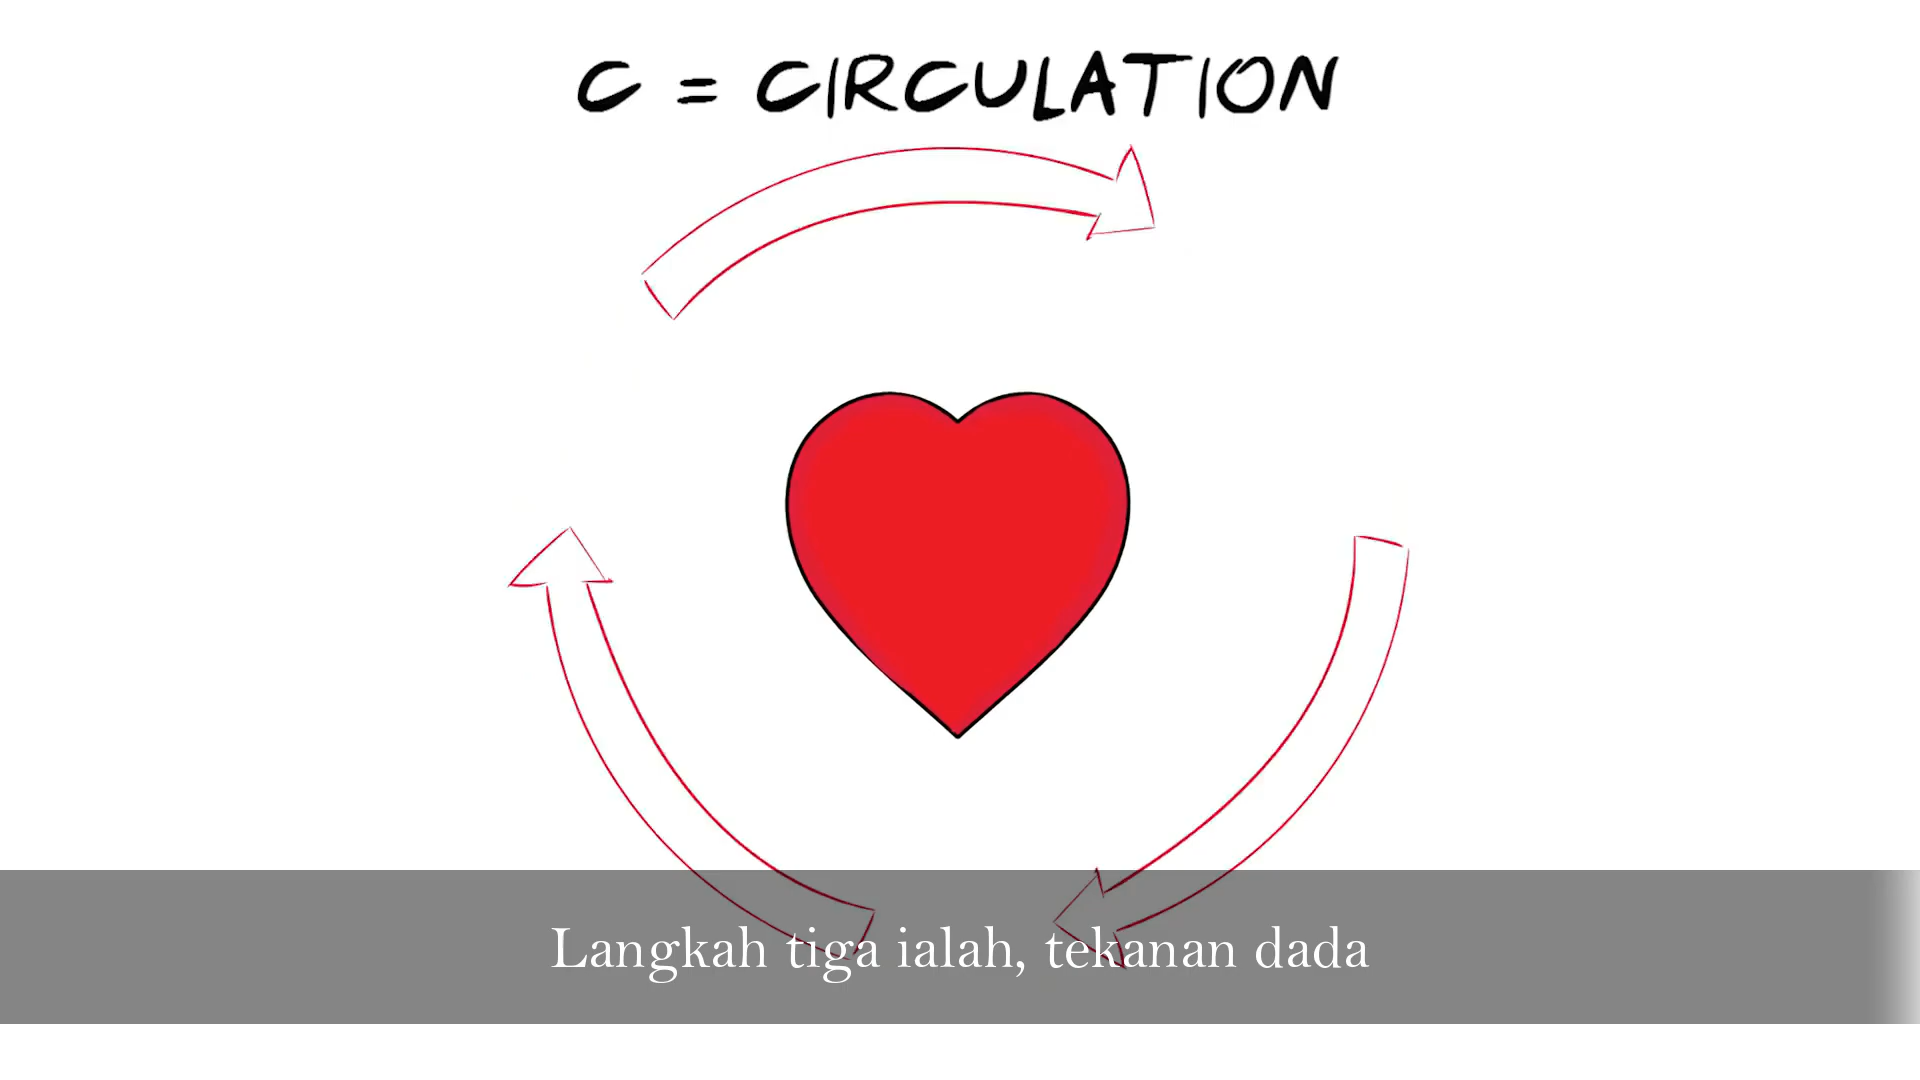 C = CIRCULATION
Langkah tiga ialah, tekanan dada